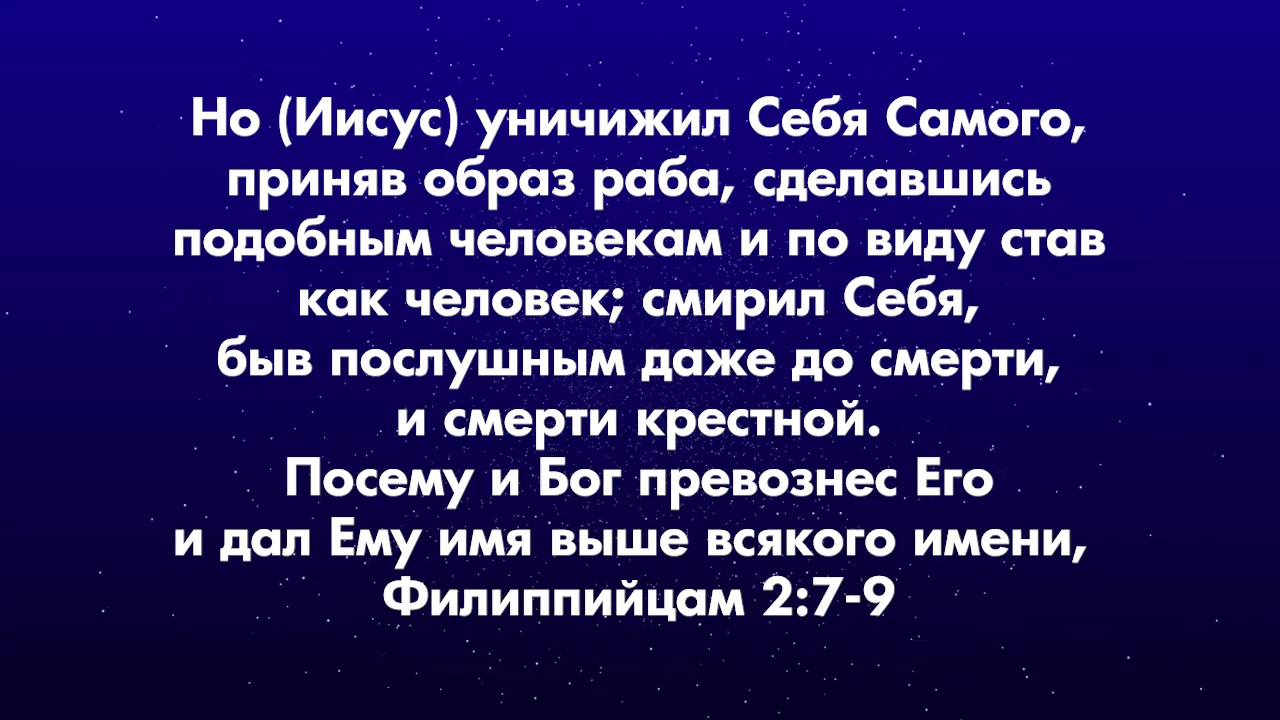 Но (Иисус) уничижил Себя Самого,
приняв образ раба, сделавшись
подобным человекам и по виду став
как человек; смирил Себя,
быв послушным даже до смерти,
и смерти крестной.
Посему и Бог превознес Его
и дал Ему имя выше всякого имени,
Филиппийцам 2:7-9